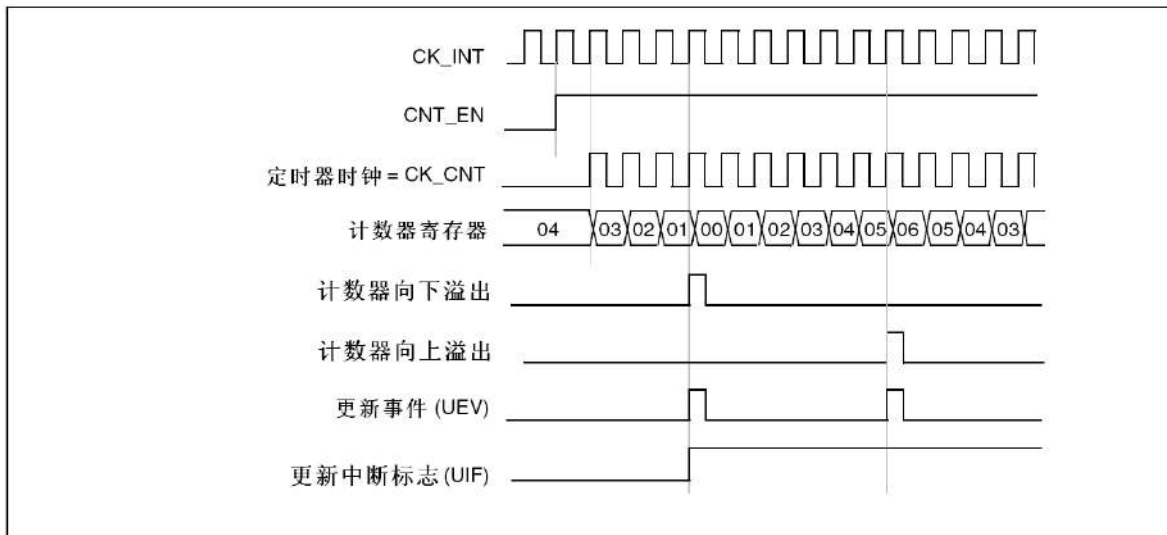 CK_INT
CNT_EN
定时器时钟 = CK_CNT
计数器寄存器 04 03 02 01 00 01 02 03 04 05 06 05 04 03
计数器向下溢出
计数器向上溢出
更新事件 (UEV)
更新中断标志 (UIF)